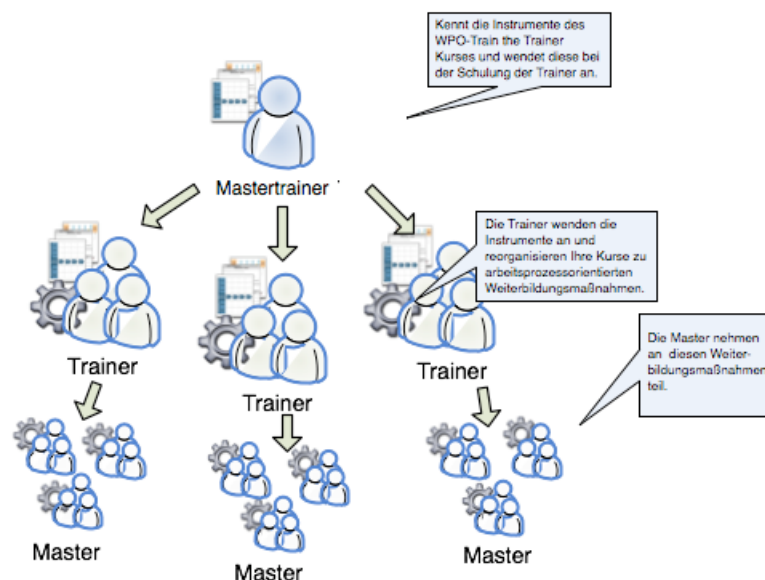 Kennt die Instrumente des
WPO-Train the Trainer
Kurses und wendet diese bei
der Schulung der Trainer an.
Mastertrainer
Die Trainer wenden die
Instrumente an und
reorganisieren Ihre Kurse zu
arbeitsprozessorientierten
Weiterbildungsmaßnahmen.
Trainer
Trainer
Trainer
Die Master nehmen
an diesen Weiter-
bildungsmaßnahmen
teil.
Master
Master
Master